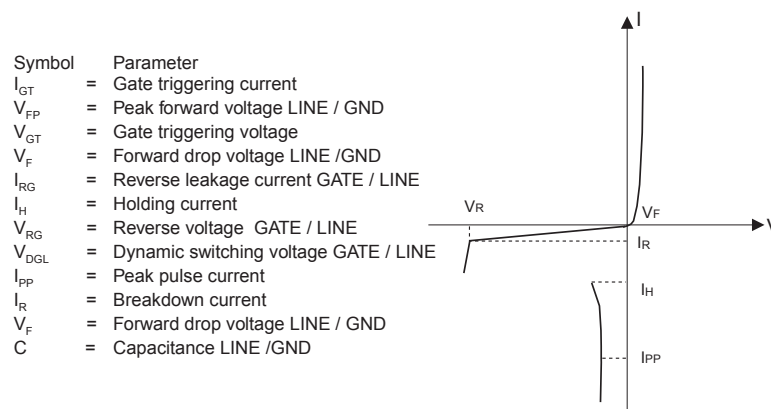 Symbol Parameter
IGT = Gate triggering current
VFP = Peak forward voltage LINE / GND
VGT = Gate triggering voltage
VF = Forward drop voltage LINE /GND
IRG = Reverse leakage current GATE / LINE
IH = Holding current
VRG = Reverse voltage GATE / LINE
VDGL = Dynamic switching voltage GATE / LINE
IPP = Peak pulse current
IR = Breakdown current
VF = Forward drop voltage LINE / GND
C = Capacitance LINE /GND
I
VR
VF
V
IR
IH
IPP